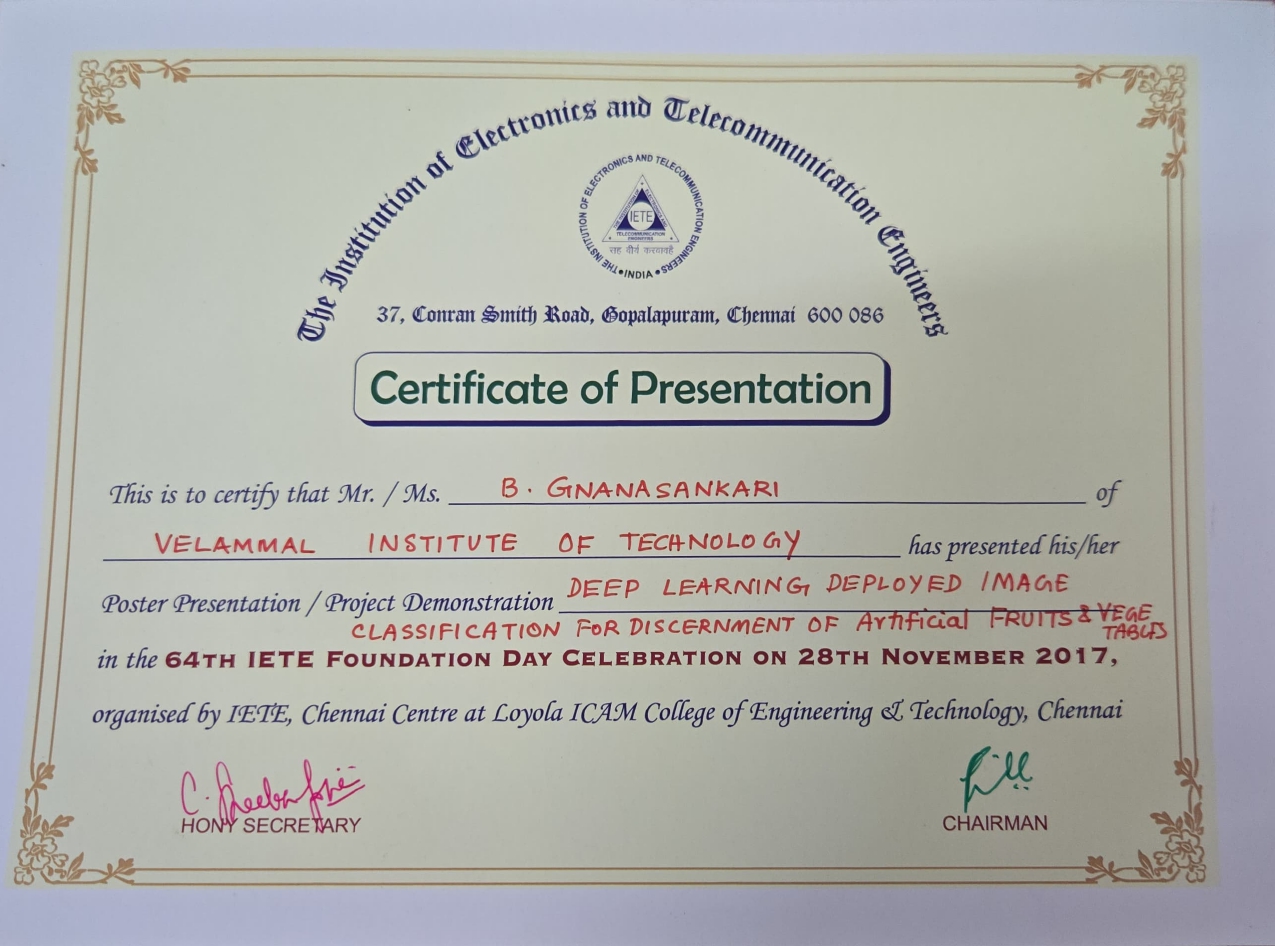 The Institution of Electronics and Telecommunication Engineers
THE INSTITUTION OF ELECTRONICS AND TELECOMMUNICATION ENGINEERS
IETE
TELECOMMUNICATION
ENGINEERS
सह वीर्यं करवावहै
• INDIA •
37, Conran Smith Road, Gopalapuram, Chennai 600 086
Certificate of Presentation
This is to certify that Mr. / Ms. B. GNANASANKARI of
VELAMMAL INSTITUTE OF TECHNOLOGY has presented his/her
Poster Presentation / Project Demonstration DEEP LEARNING DEPLOYED IMAGE
CLASSIFICATION FOR DISCERNMENT OF Artificial FRUITS & VEGE
TABLES
in the 64TH IETE FOUNDATION DAY CELEBRATION ON 28TH NOVEMBER 2017,
organised by IETE, Chennai Centre at Loyola ICAM College of Engineering & Technology, Chennai
HONY SECRETARY
CHAIRMAN